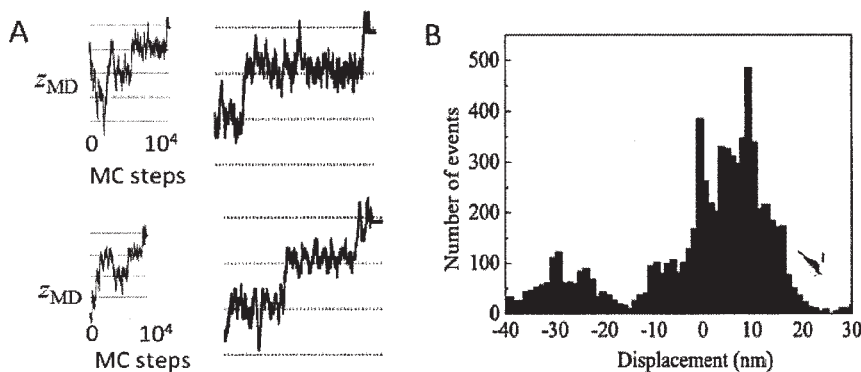 A
z_MD
0 10^4
MC steps
z_MD
0 10^4
MC steps
B
Number of events
500
400
300
200
100
0
-40 -30 -20 -10 0 10 20 30
Displacement (nm)